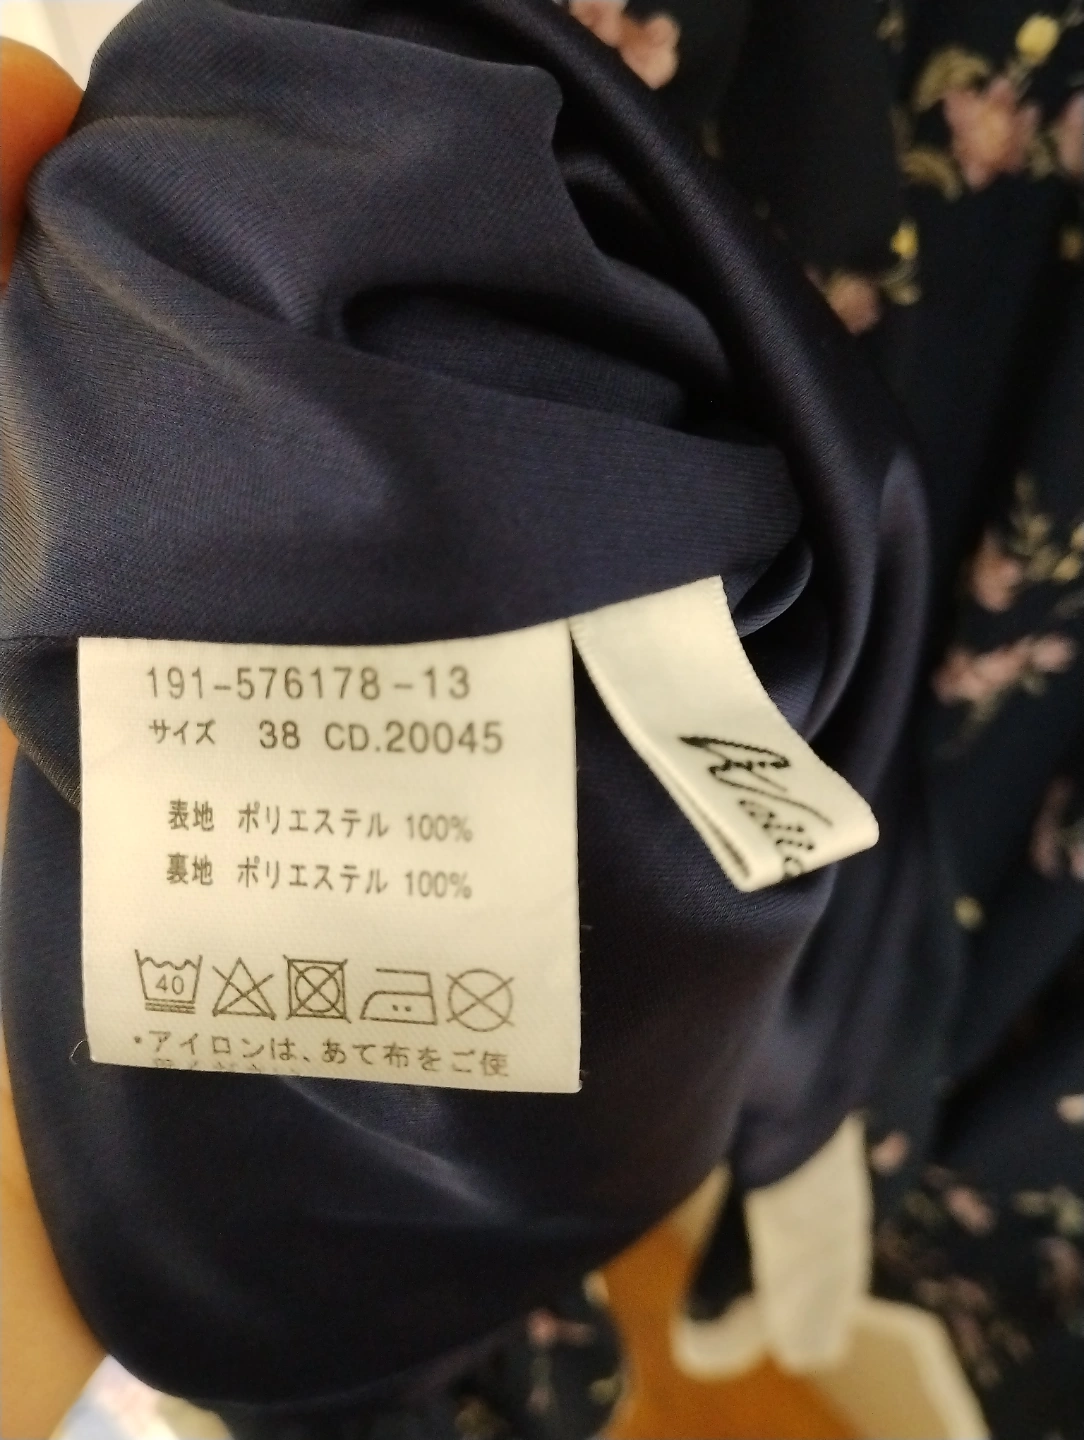 191-576178-13
サイズ 38 CD.20045
表地 ポリエステル 100%
裏地 ポリエステル 100%
40
・アイロンは、あて布をご使